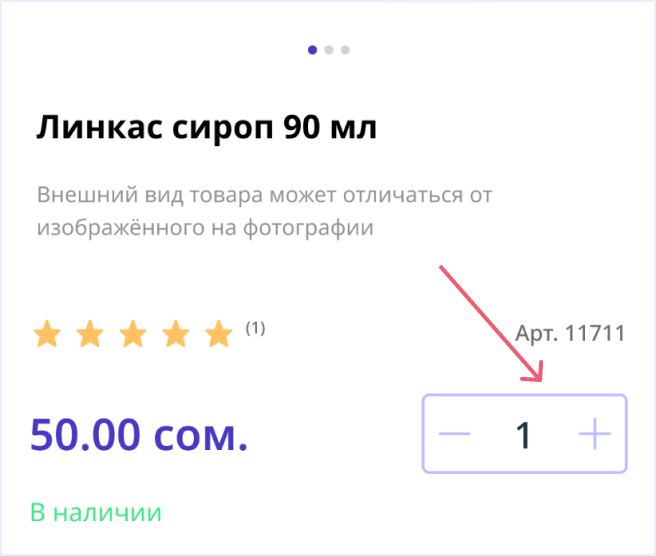 Линкас сироп 90 мл
Внешний вид товара может отличаться от
изображённого на фотографии
(1)
Арт. 11711
50.00 сом.
— 1 +
В наличии